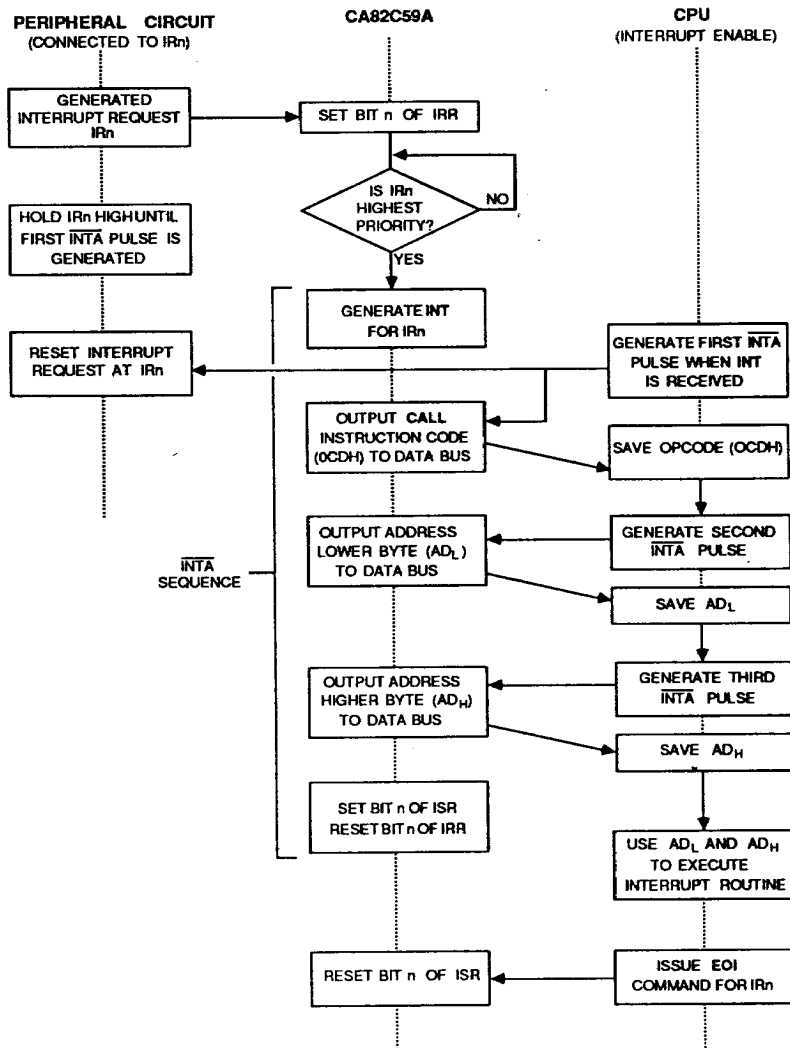 PERIPHERAL CIRCUIT
(CONNECTED TO IRn)
CA82C59A
CPU
(INTERRUPT ENABLE)
GENERATED
INTERRUPT REQUEST
IRn
SET BIT n OF IRR
IS IRn
HIGHEST
PRIORITY?
NO
YES
HOLD IRn HIGH UNTIL
FIRST INTA PULSE IS
GENERATED
GENERATE INT
FOR IRn
RESET INTERRUPT
REQUEST AT IRn
GENERATE FIRST INTA
PULSE WHEN INT
IS RECEIVED
OUTPUT CALL
INSTRUCTION CODE
(0CDH) TO DATA BUS
SAVE OPCODE (OCDH)
OUTPUT ADDRESS
LOWER BYTE (ADL)
TO DATA BUS
GENERATE SECOND
INTA PULSE
INTA
SEQUENCE
SAVE ADL
OUTPUT ADDRESS
HIGHER BYTE (ADH)
TO DATA BUS
GENERATE THIRD
INTA PULSE
SAVE ADH
SET BIT n OF ISR
RESET BIT n OF IRR
USE ADL AND ADH
TO EXECUTE
INTERRUPT ROUTINE
RESET BIT n OF ISR
ISSUE EOI
COMMAND FOR IRn